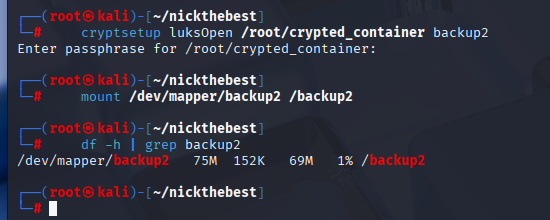 ┌──(root㉿kali)-[~/nickthebest]
└─# cryptsetup luksOpen /root/crypted_container backup2
Enter passphrase for /root/crypted_container:
┌──(root㉿kali)-[~/nickthebest]
└─# mount /dev/mapper/backup2 /backup2
┌──(root㉿kali)-[~/nickthebest]
└─# df -h | grep backup2
/dev/mapper/backup2 75M 152K 69M 1% /backup2
┌──(root㉿kali)-[~/nickthebest]
└─#